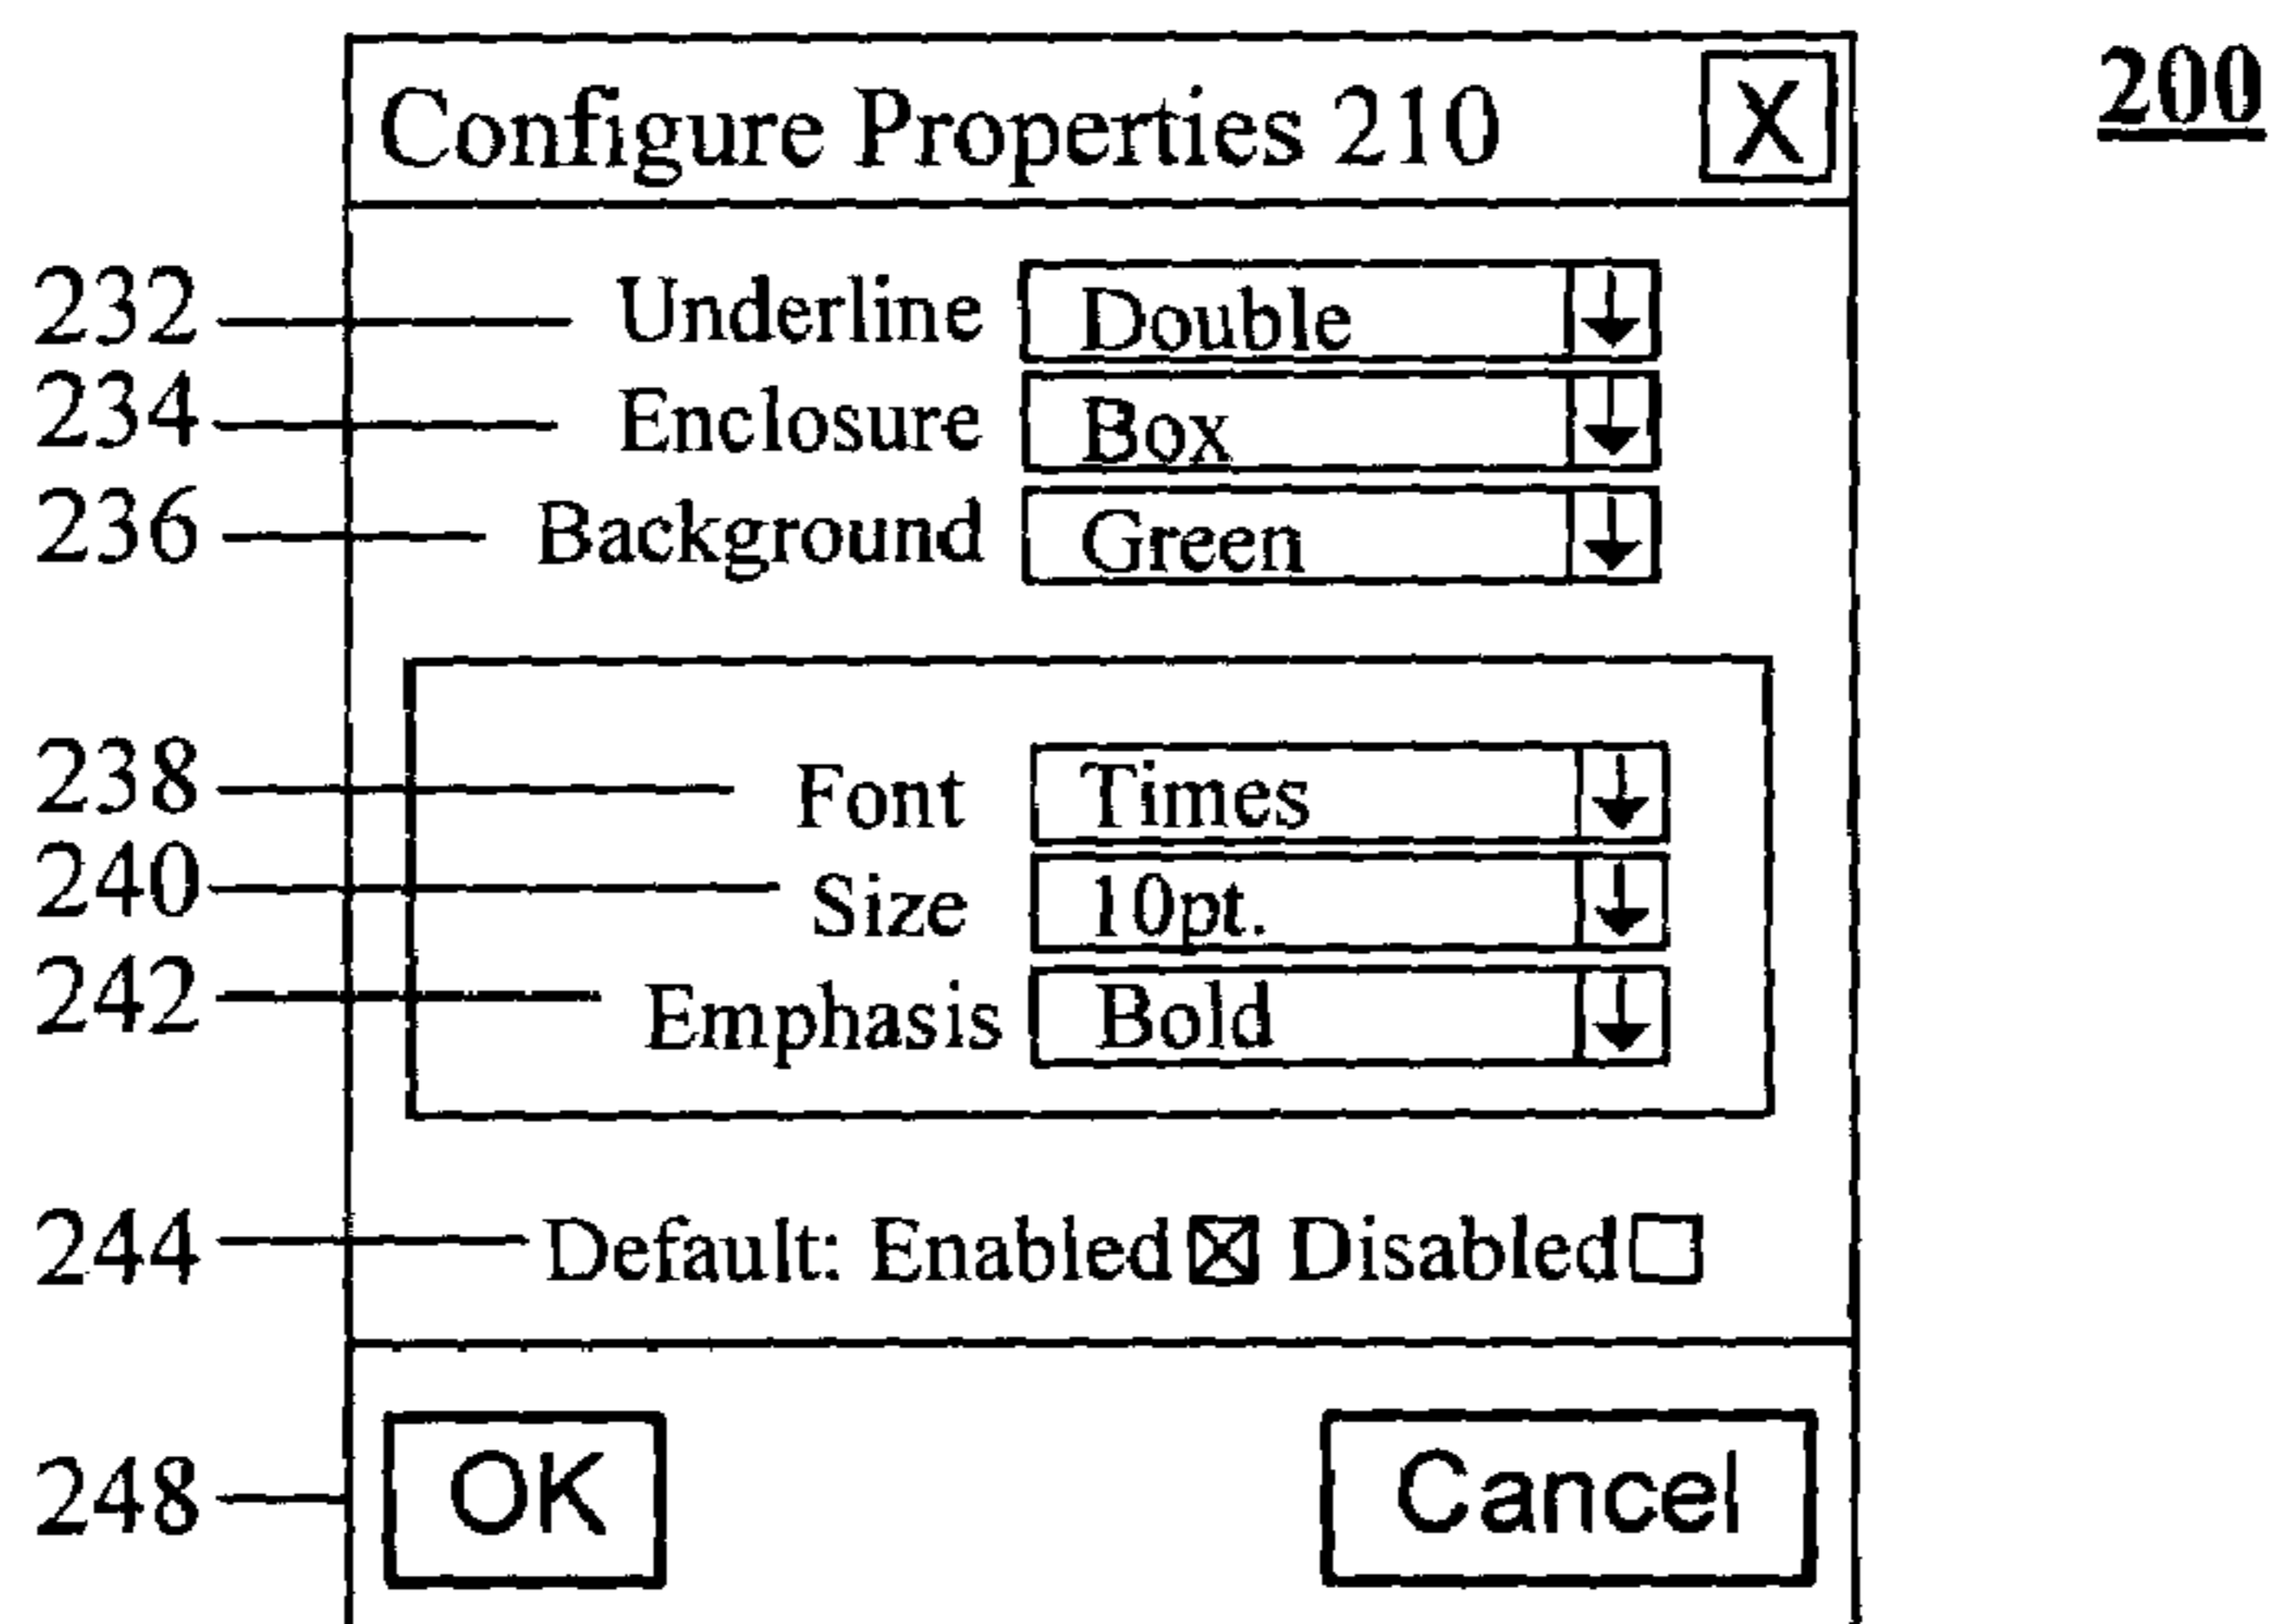 Configure Properties 210 X 200
232 Underline Double
234 Enclosure Box
236 Background Green
238 Font Times
240 Size 10pt.
242 Emphasis Bold
244 Default: Enabled Disabled
248 OK Cancel